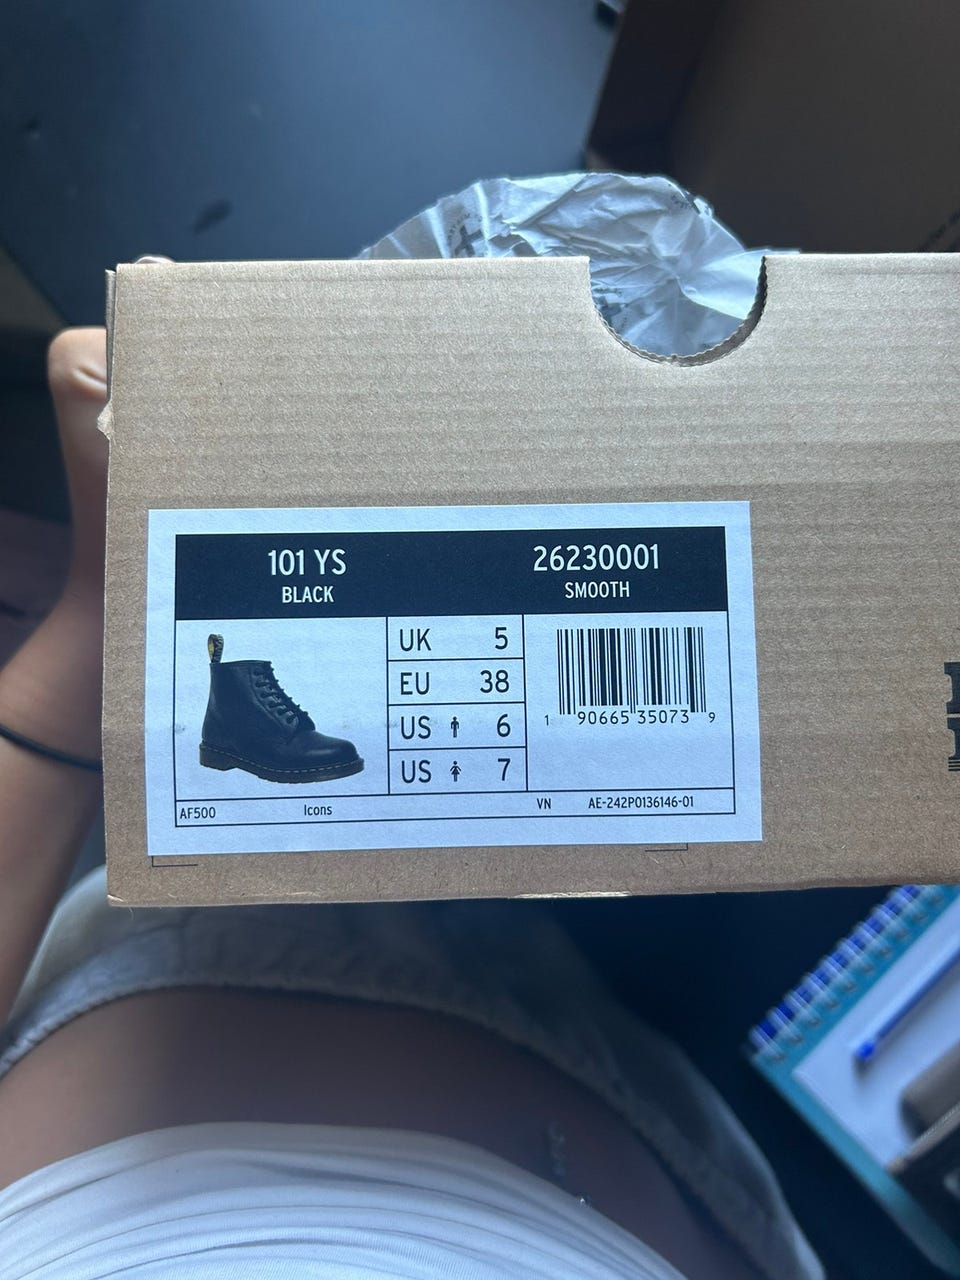 101 YS
BLACK
26230001
SMOOTH
UK 5
EU 38
US 6
US 7
1 90665 35073 9
AF500
Icons
VN
AE-242P0136146-01